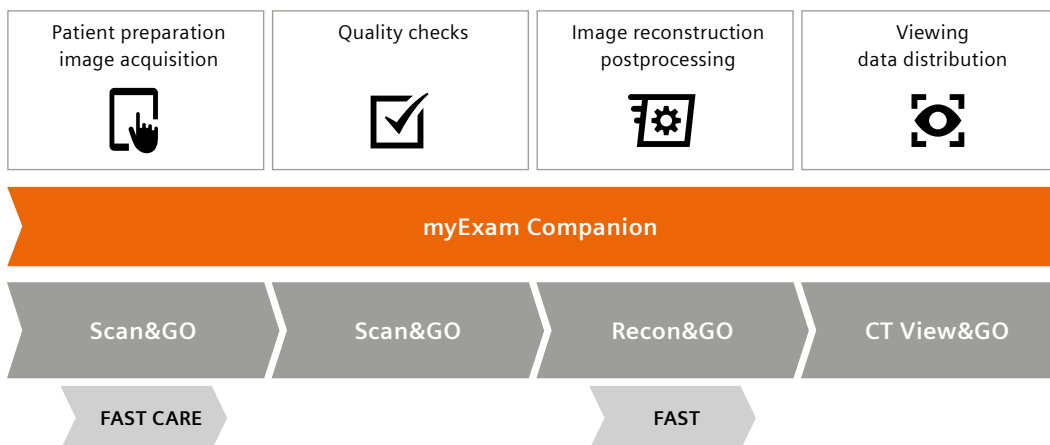 Patient preparation
image acquisition
Quality checks
Image reconstruction
postprocessing
Viewing
data distribution
myExam Companion
Scan&GO
Scan&GO
Recon&GO
CT View&GO
FAST CARE
FAST